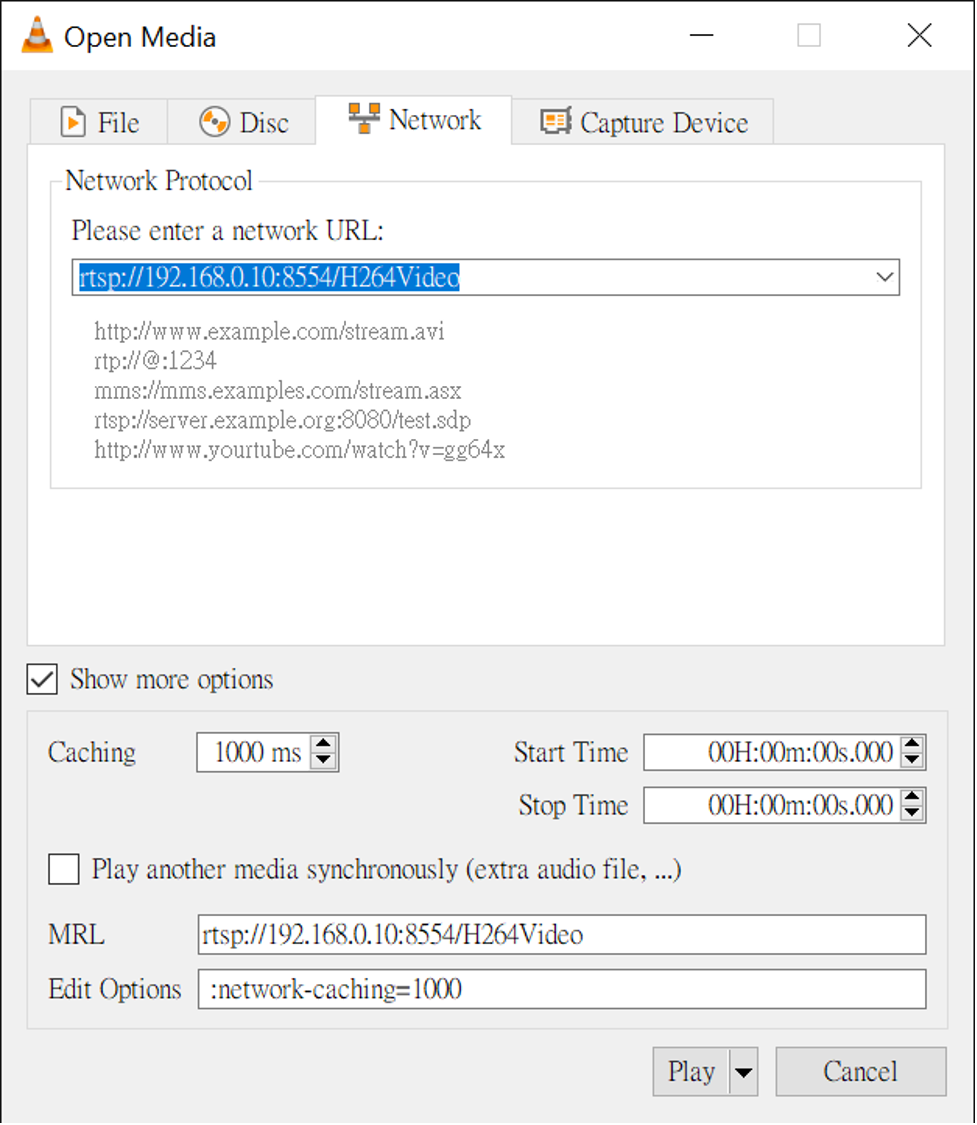 Open Media
File Disc Network Capture Device
Network Protocol
Please enter a network URL:
rtsp://192.168.0.10:8554/H264Video
http://www.example.com/stream.avi
rtp://@:1234
mms://mms.examples.com/stream.asx
rtsp://server.example.org:8080/test.sdp
http://www.yourtube.com/watch?v=gg64x
Show more options
Caching 1000 ms Start Time 00H:00m:00s.000
Stop Time 00H:00m:00s.000
Play another media synchronously (extra audio file, ...)
MRL rtsp://192.168.0.10:8554/H264Video
Edit Options :network-caching=1000
Play Cancel